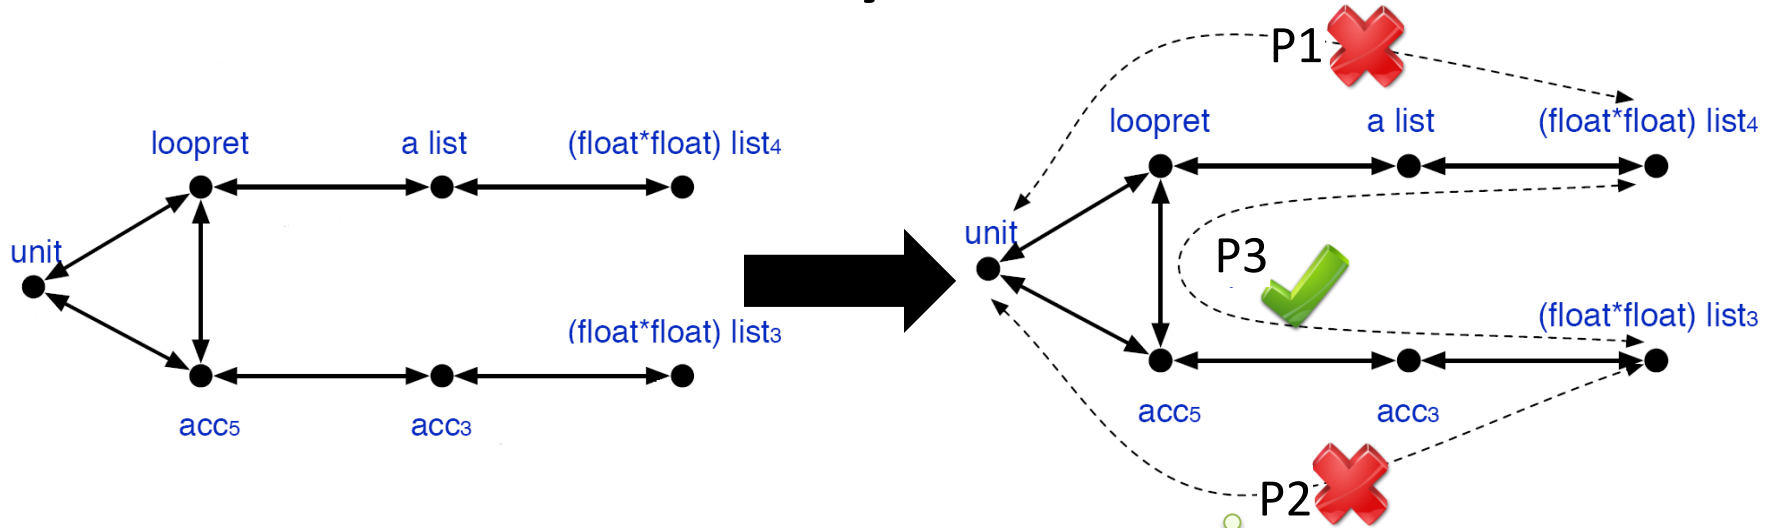 loopret a list (float*float) list4
unit
(float*float) list3
acc5 acc3
P1
loopret a list (float*float) list4
unit
P3
(float*float) list3
acc5 acc3
P2